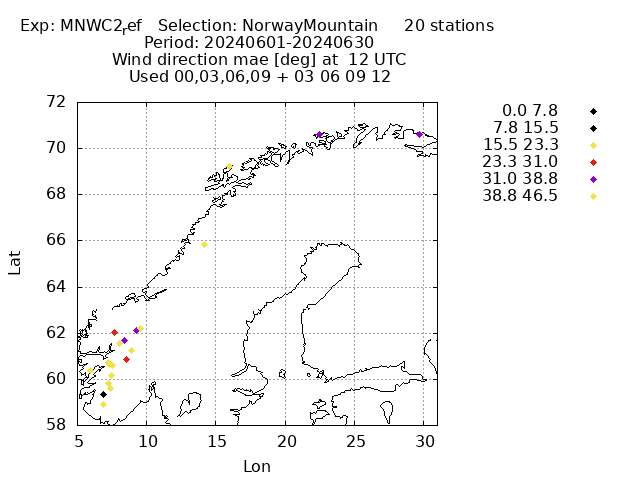 Exp: MNWC2ref   Selection: NorwayMountain     20 stations
Period: 20240601-20240630
Wind direction mae [deg] at  12 UTC
Used 00,03,06,09 + 03 06 09 12
0.0 7.8
7.8 15.5
15.5 23.3
23.3 31.0
31.0 38.8
38.8 46.5
72
70
68
66
64
62
60
58
Lat
5 10 15 20 25 30
Lon